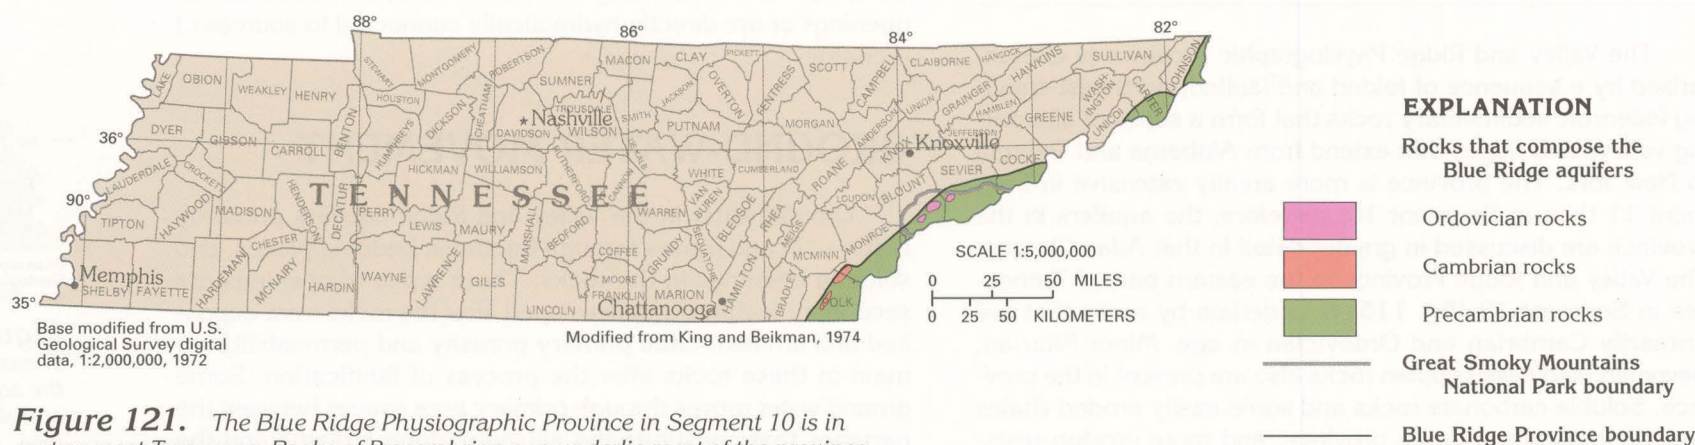 88°
86°
84°
82°
LAKE
OBION
WEAKLEY
HENRY
STEWART
MONTGOMERY
ROBERTSON
SUMNER
MACON
CLAY
PICKETT
SCOTT
CAMPBELL
CLAIBORNE
HANCOCK
HAWKINS
SULLIVAN
JOHNSON
HOUSTON
CHEATHAM
TROUSDALE
JACKSON
OVERTON
FENTRESS
UNION
GRAINGER
HAMBLEN
WASH-
INGTON
CARTER
UNICOI
GREENE
36°
DYER
GIBSON
CARROLL
BENTON
HUMPHREYS
DICKSON
DAVIDSON
Nashville
WILSON
SMITH
PUTNAM
MORGAN
ANDERSON
KNOX
Knoxville
JEFFERSON
COCKE
SEVIER
LAUDERDALE
CROCKETT
HICKMAN
WILLIAMSON
RUTHERFORD
CANNON
DEKALB
WHITE
CUMBERLAND
ROANE
LOUDON
BLOUNT
TENNESSEE
90°
TIPTON
HAYWOOD
MADISON
HENDERSON
DECATUR
PERRY
LEWIS
MAURY
MARSHALL
BEDFORD
WARREN
VAN
BUREN
BLEDSOE
RHEA
MEIGS
MONROE
CHESTER
COFFEE
GRUNDY
SEQUATCHIE
MCMINN
Memphis
SHELBY
FAYETTE
HARDEMAN
MCNAIRY
HARDIN
WAYNE
LAWRENCE
GILES
LINCOLN
MOORE
FRANKLIN
MARION
Chattanooga
HAMILTON
BRADLEY
POLK
35°
SCALE 1:5,000,000
0 25 50 MILES
0 25 50 KILOMETERS
Base modified from U.S.
Geological Survey digital
data, 1:2,000,000, 1972
Modified from King and Beikman, 1974
EXPLANATION
Rocks that compose the
Blue Ridge aquifers
Ordovician rocks
Cambrian rocks
Precambrian rocks
Great Smoky Mountains
National Park boundary
Blue Ridge Province boundary
Figure 121. The Blue Ridge Physiographic Province in Segment 10 is in